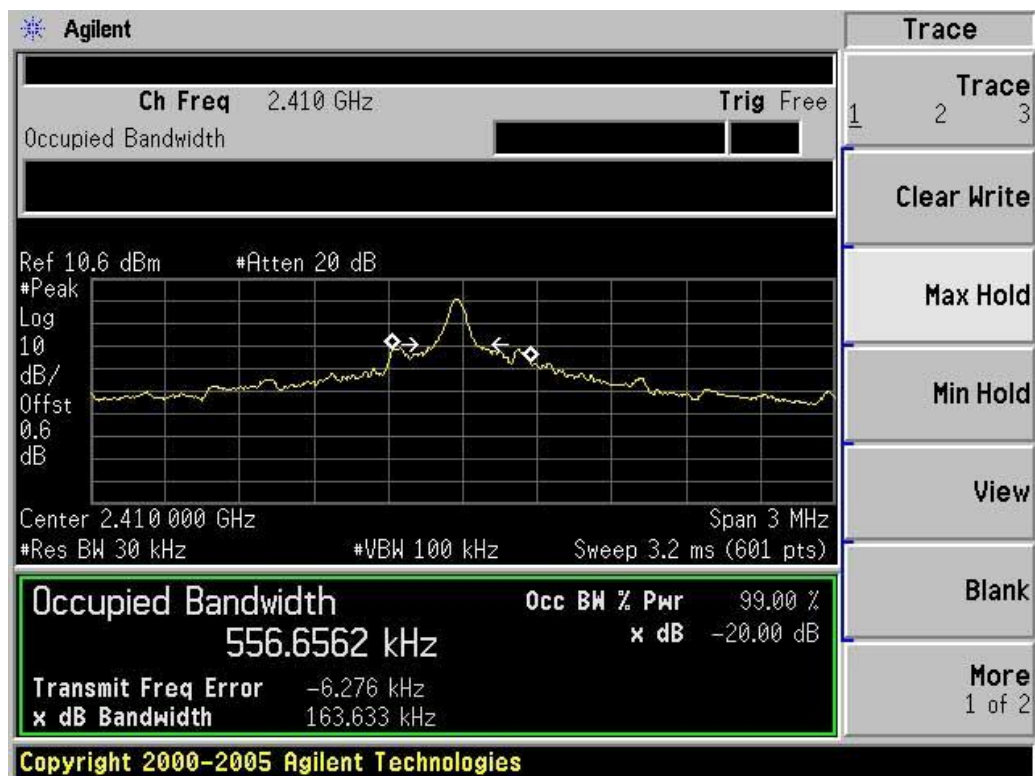 Agilent
Ch Freq 2.410 GHz Trig Free
Occupied Bandwidth
Ref 10.6 dBm #Atten 20 dB
#Peak
Log
10
dB/
Offst
0.6
dB
Center 2.410 000 GHz Span 3 MHz
#Res BW 30 kHz #VBW 100 kHz Sweep 3.2 ms (601 pts)
Occupied Bandwidth
556.6562 kHz
Occ BW % Pwr 99.00 %
x dB -20.00 dB
Transmit Freq Error -6.276 kHz
x dB Bandwidth 163.633 kHz
Copyright 2000-2005 Agilent Technologies
Trace
Trace
1 2 3
Clear Write
Max Hold
Min Hold
View
Blank
More
1 of 2